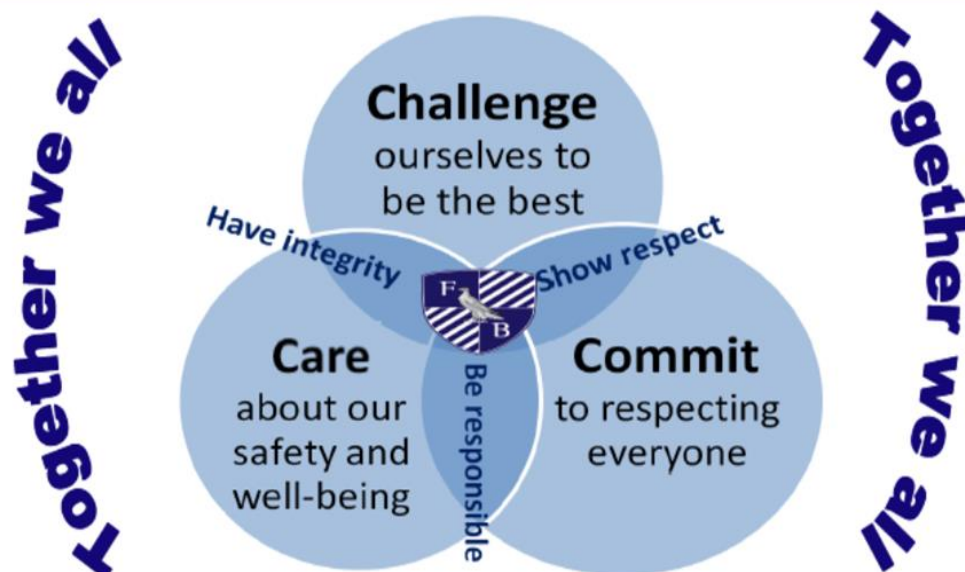 Together we all
Together we all
Challenge
ourselves to
be the best
Have integrity
Show respect
F
B
Care
about our
safety and
well-being
Be responsible
Commit
to respecting
everyone